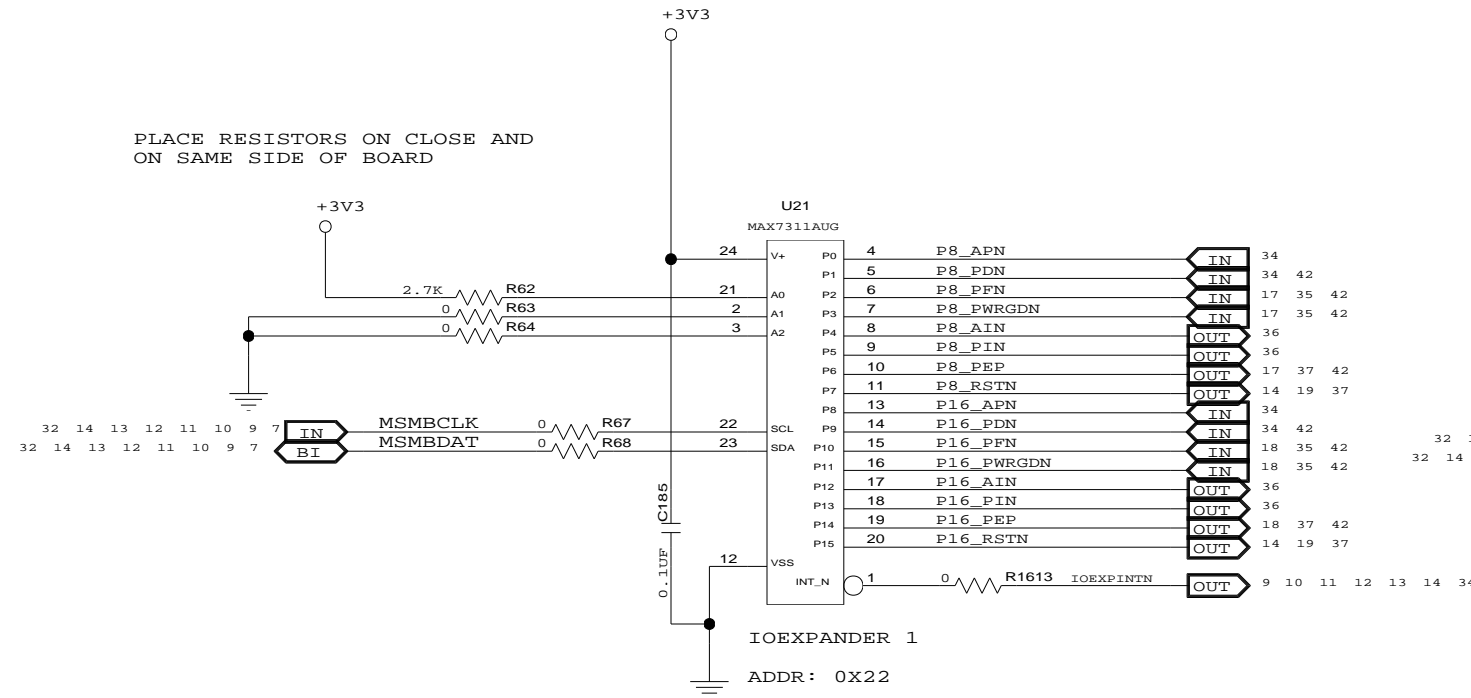 +3V3
PLACE RESISTORS ON CLOSE AND
ON SAME SIDE OF BOARD
+3V3
U21
MAX7311AUG
24 V+ P0 4 P8_APN IN 34
P1 5 P8_PDN IN 34 42
2.7K R62 21 A0 P2 6 P8_PFN IN 17 35 42
0 R63 2 A1 P3 7 P8_PWRGDN IN 17 35 42
0 R64 3 A2 P4 8 P8_AIN OUT 36
P5 9 P8_PIN OUT 36
P6 10 P8_PEP OUT 17 37 42
P7 11 P8_RSTN OUT 14 19 37
P8 13 P16_APN IN 34
32 14 13 12 11 10 9 7 IN MSMBCLK 0 R67 22 SCL P9 14 P16_PDN IN 34 42
32 14 13 12 11 10 9 7 BI MSMBDAT 0 R68 23 SDA P10 15 P16_PFN IN 18 35 42
P11 16 P16_PWRGDN IN 18 35 42
P12 17 P16_AIN OUT 36
P13 18 P16_PIN OUT 36
P14 19 P16_PEP OUT 18 37 42
P15 20 P16_RSTN OUT 14 19 37
32
32 14
C185
0.1UF
12 VSS
INT_N 1 0 R1613 IOEXPINTN OUT 9 10 11 12 13 14 34
IOEXPANDER 1
ADDR: 0X22